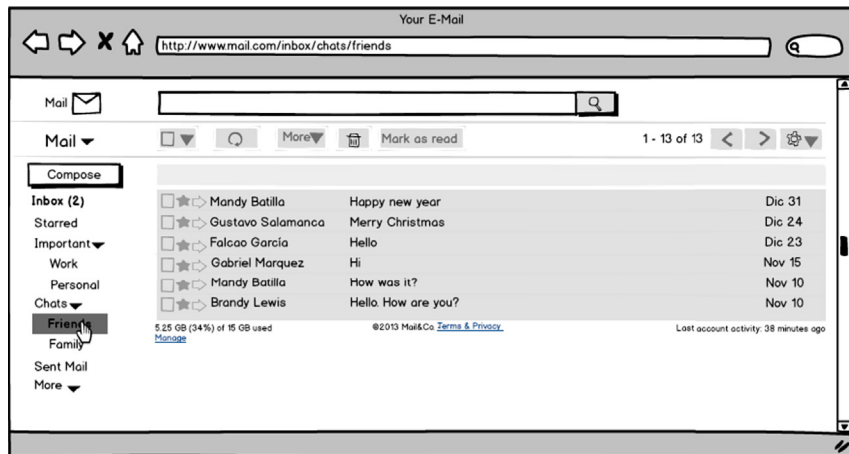 Your E-Mail
http://www.mail.com/inbox/chats/friends
Mail
Mail More Mark as read 1 - 13 of 13
Compose
Inbox (2)
Starred
Important
Work
Personal
Chats
Friends
Family
Sent Mail
More
Mandy Batilla Happy new year Dic 31
Gustavo Salamanca Merry Christmas Dic 24
Falcao García Hello Dic 23
Gabriel Marquez Hi Nov 15
Mandy Batilla How was it? Nov 10
Brandy Lewis Hello. How are you? Nov 10
5.25 GB (34%) of 15 GB used ©2013 Mail&Co. Terms & Privacy Last account activity: 38 minutes ago
Manage